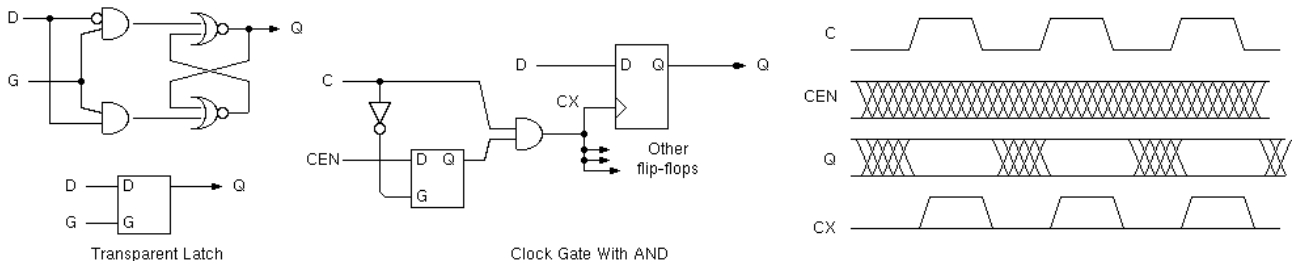 D
G
Q
D
G
D
G
Q
Transparent Latch
C
CEN
D Q
G
CX
D
D Q
Q
Other
flip-flops
Clock Gate With AND
C
CEN
Q
CX